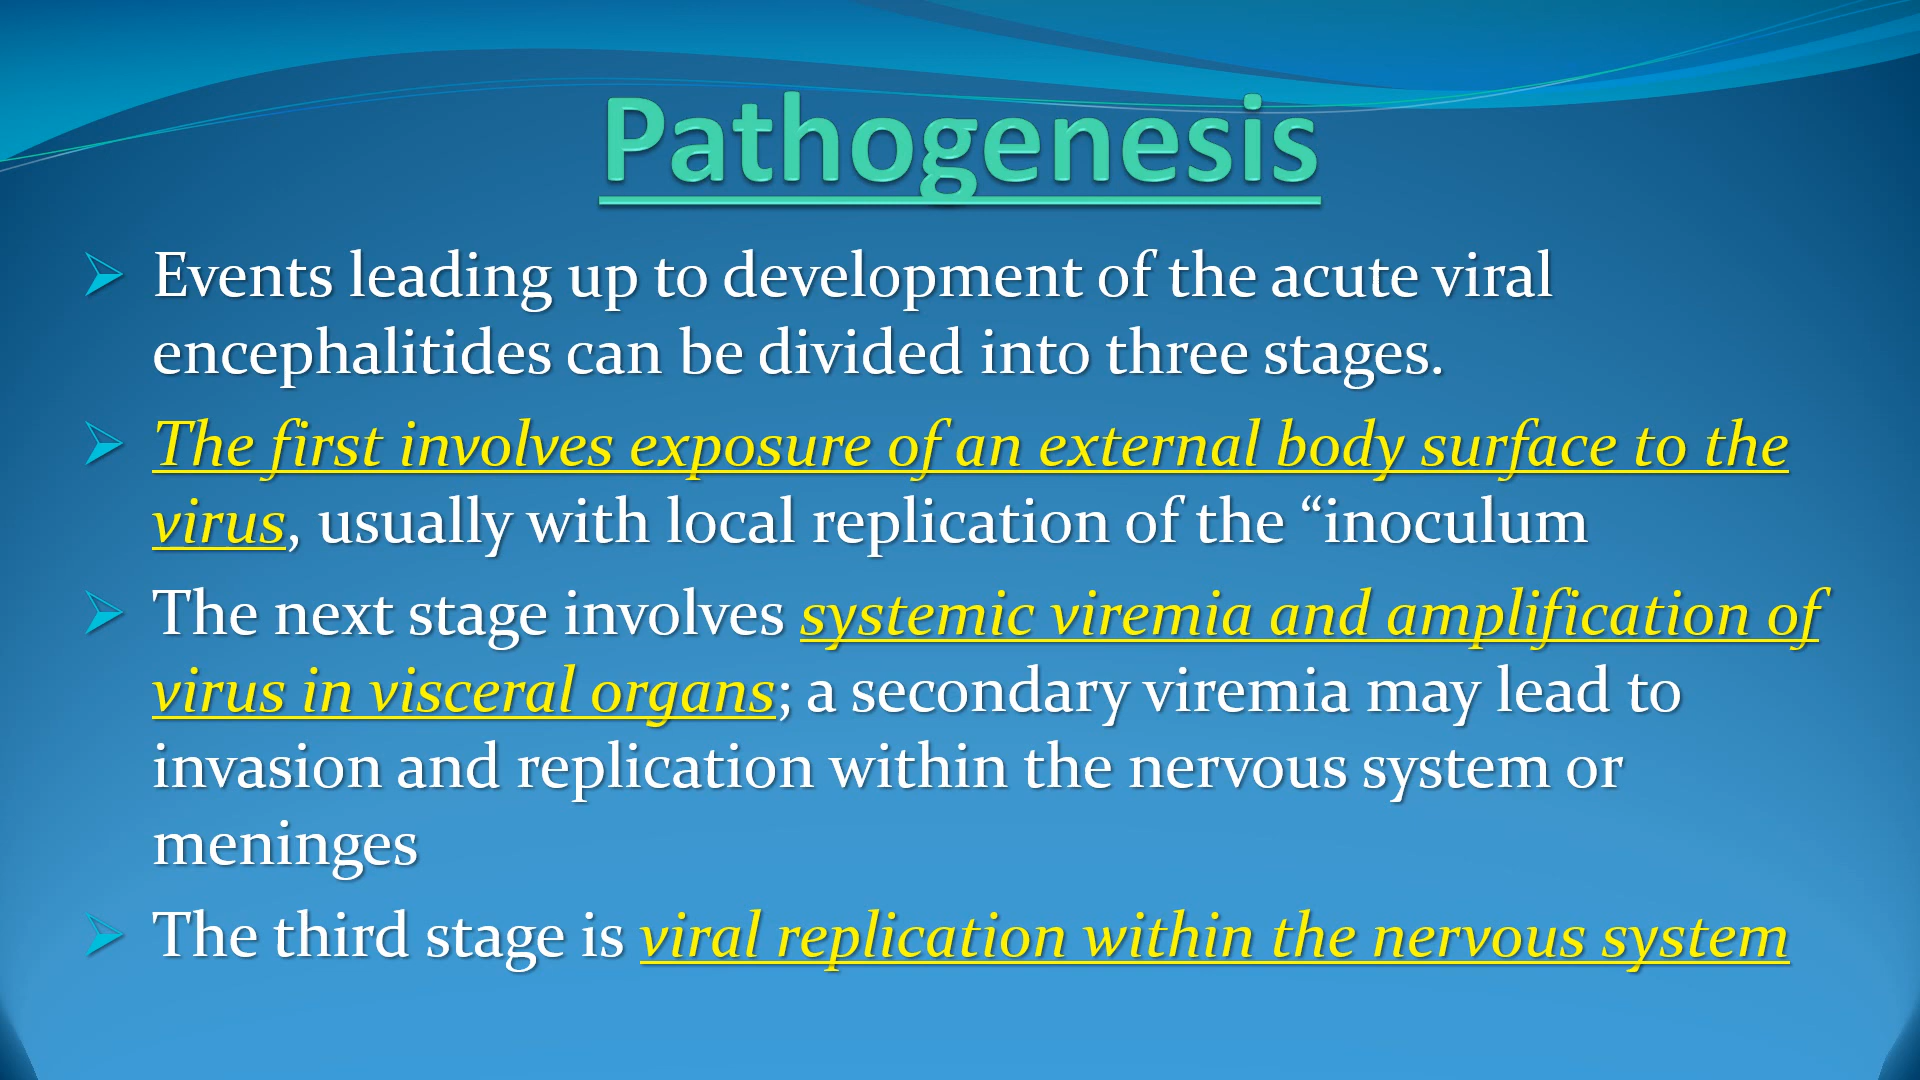 Pathogenesis
Events leading up to development of the acute viral
encephalitides can be divided into three stages.
The first involves exposure of an external body surface to the
virus, usually with local replication of the “inoculum
The next stage involves systemic viremia and amplification of
virus in visceral organs; a secondary viremia may lead to
invasion and replication within the nervous system or
meninges
The third stage is viral replication within the nervous system